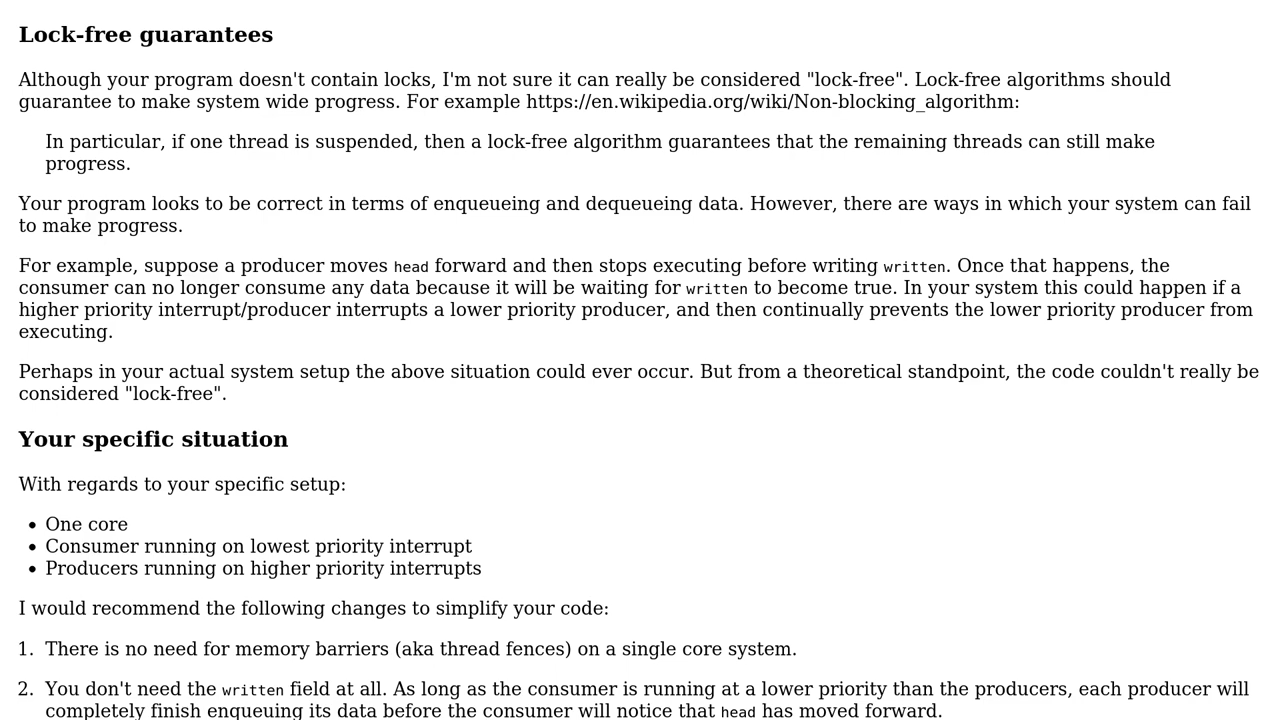 Lock-free guarantees
Although your program doesn't contain locks, I'm not sure it can really be considered "lock-free". Lock-free algorithms should
guarantee to make system wide progress. For example https://en.wikipedia.org/wiki/Non-blocking_algorithm:
In particular, if one thread is suspended, then a lock-free algorithm guarantees that the remaining threads can still make
progress.
Your program looks to be correct in terms of enqueueing and dequeueing data. However, there are ways in which your system can fail
to make progress.
For example, suppose a producer moves head forward and then stops executing before writing written. Once that happens, the
consumer can no longer consume any data because it will be waiting for written to become true. In your system this could happen if a
higher priority interrupt/producer interrupts a lower priority producer, and then continually prevents the lower priority producer from
executing.
Perhaps in your actual system setup the above situation could ever occur. But from a theoretical standpoint, the code couldn't really be
considered "lock-free".
Your specific situation
With regards to your specific setup:
• One core
• Consumer running on lowest priority interrupt
• Producers running on higher priority interrupts
I would recommend the following changes to simplify your code:
1. There is no need for memory barriers (aka thread fences) on a single core system.
2. You don't need the written field at all. As long as the consumer is running at a lower priority than the producers, each producer will
completely finish enqueuing its data before the consumer will notice that head has moved forward.